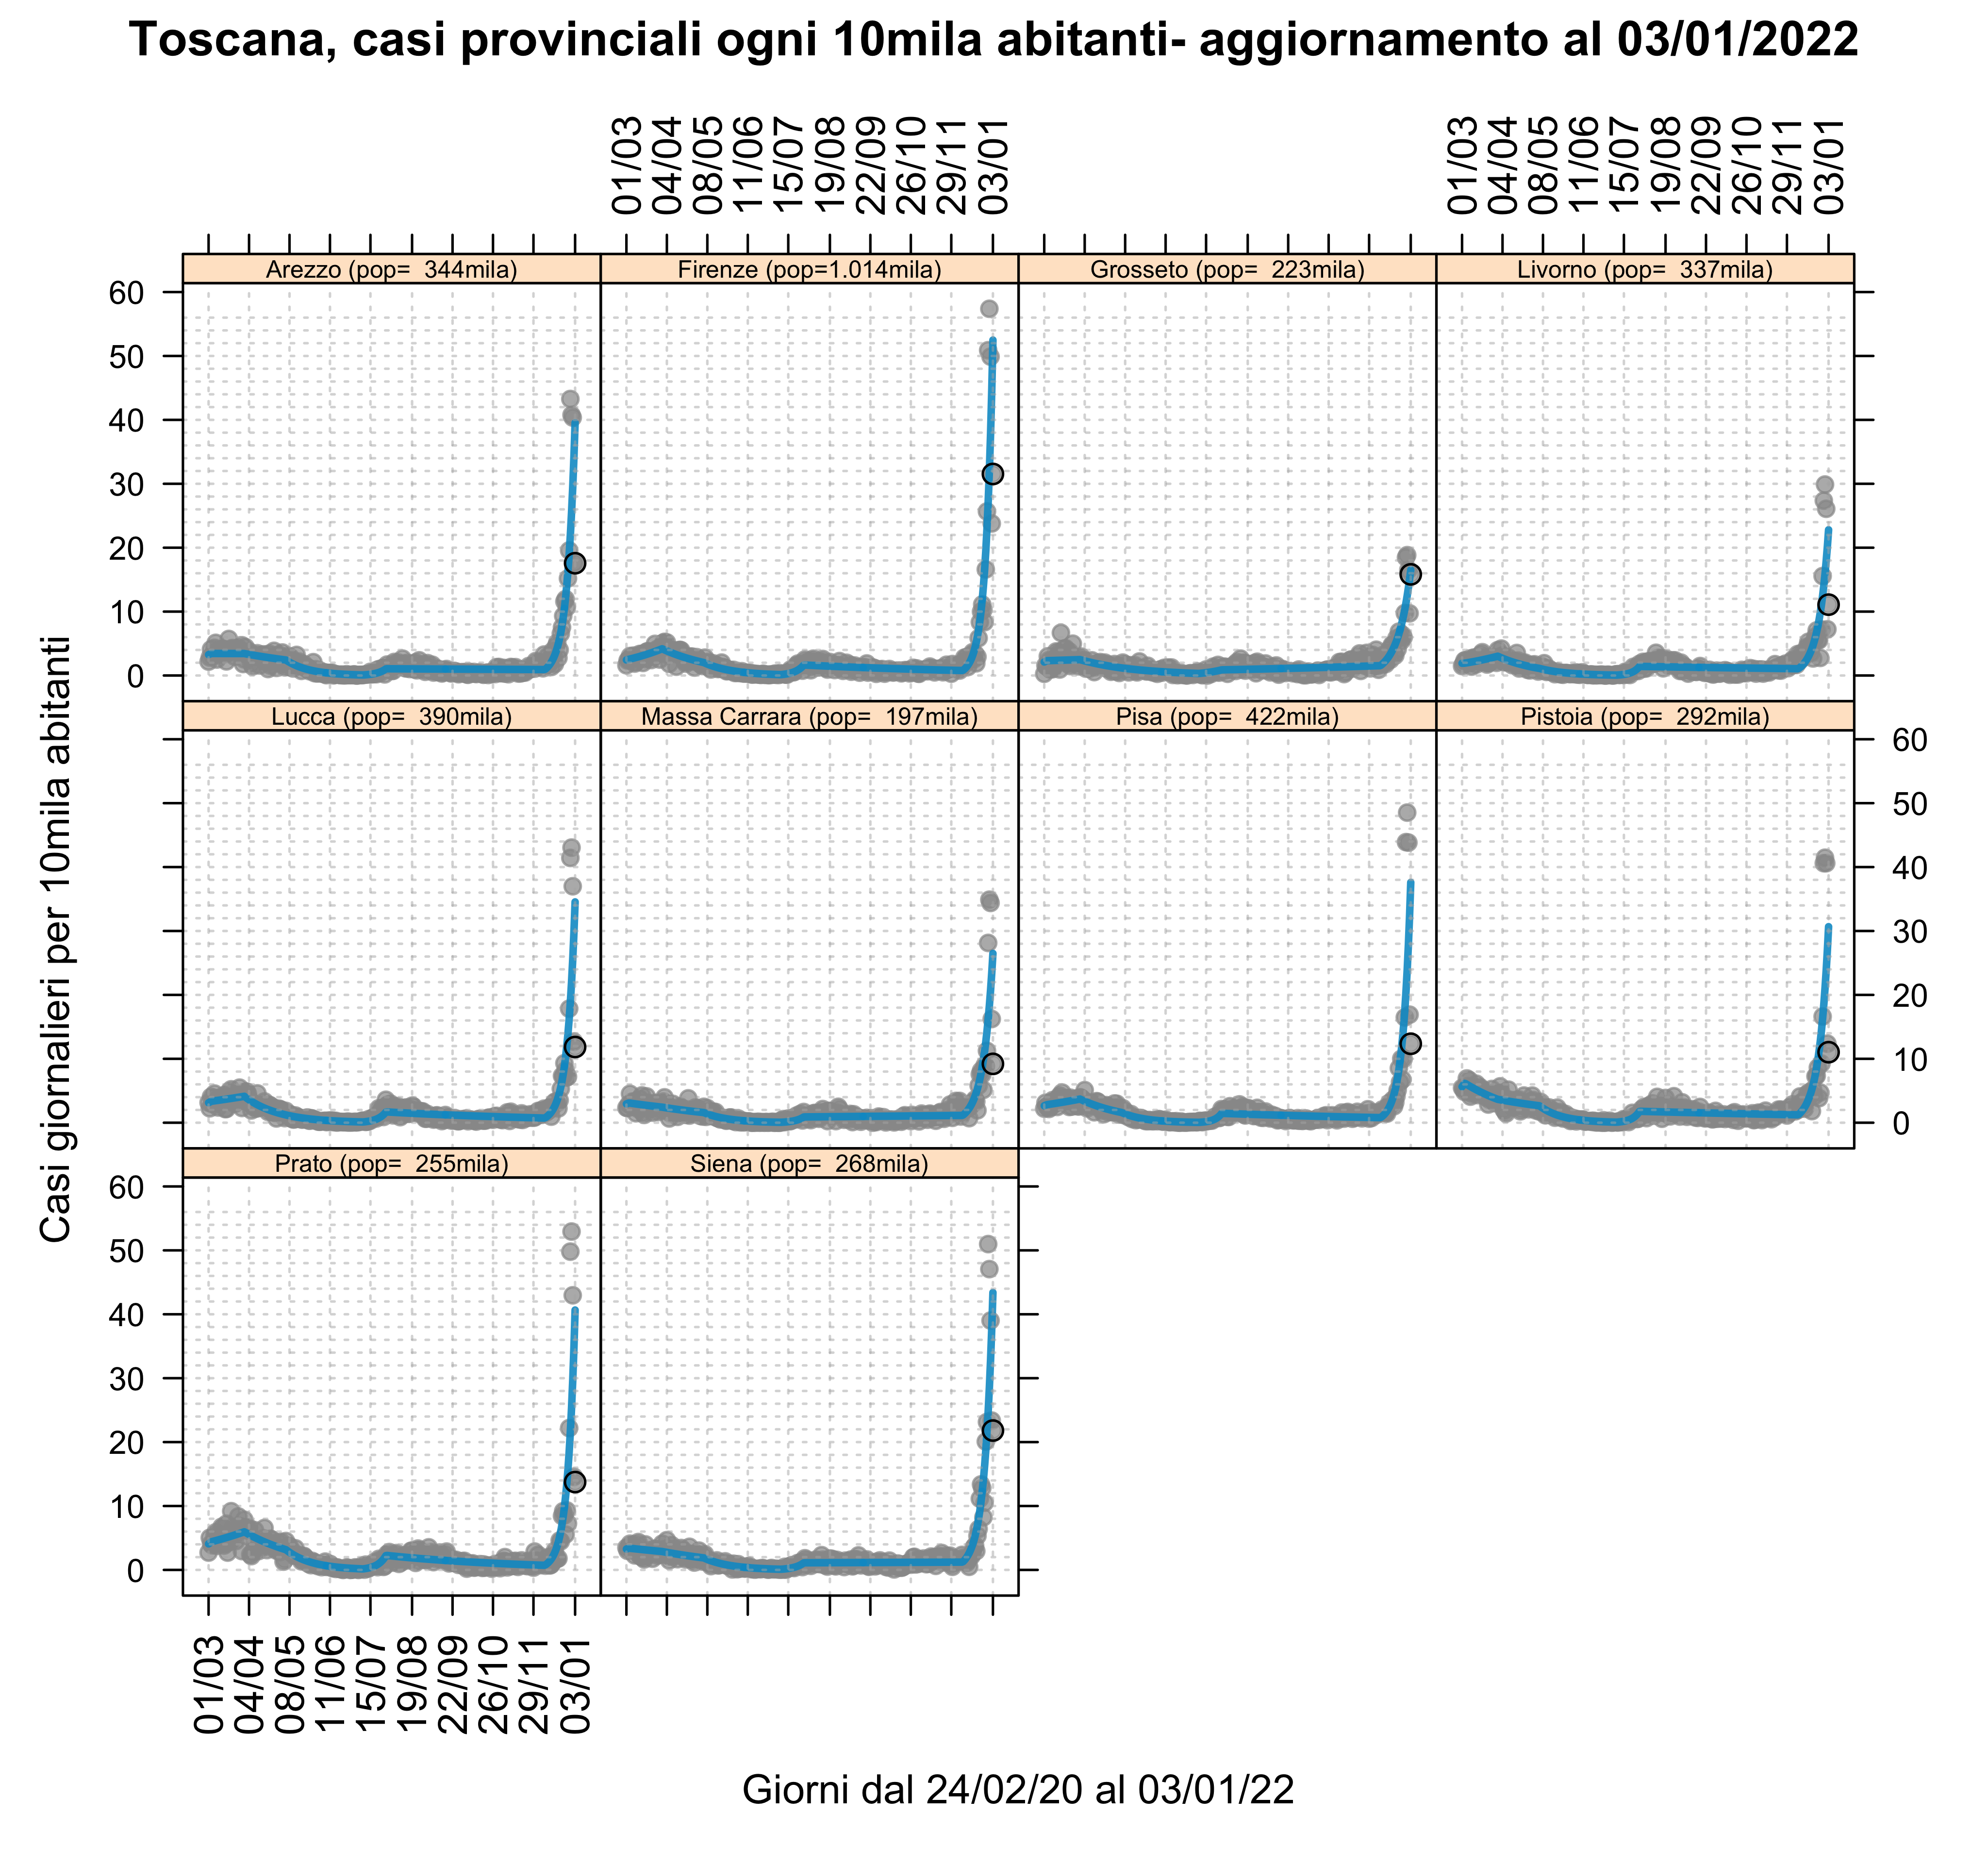 Toscana, casi provinciali ogni 10mila abitanti- aggiornamento al 03/01/2022
01/03 04/04 08/05 11/06 15/07 19/08 22/09 26/10 29/11 03/01
01/03 04/04 08/05 11/06 15/07 19/08 22/09 26/10 29/11 03/01
Arezzo (pop= 344mila)
Firenze (pop=1.014mila)
Grosseto (pop= 223mila)
Livorno (pop= 337mila)
60
50
40
30
20
10
0
Lucca (pop= 390mila)
Massa Carrara (pop= 197mila)
Pisa (pop= 422mila)
Pistoia (pop= 292mila)
60
50
40
30
20
10
0
Prato (pop= 255mila)
Siena (pop= 268mila)
60
50
40
30
20
10
0
01/03 04/04 08/05 11/06 15/07 19/08 22/09 26/10 29/11 03/01
Casi giornalieri per 10mila abitanti
Giorni dal 24/02/20 al 03/01/22